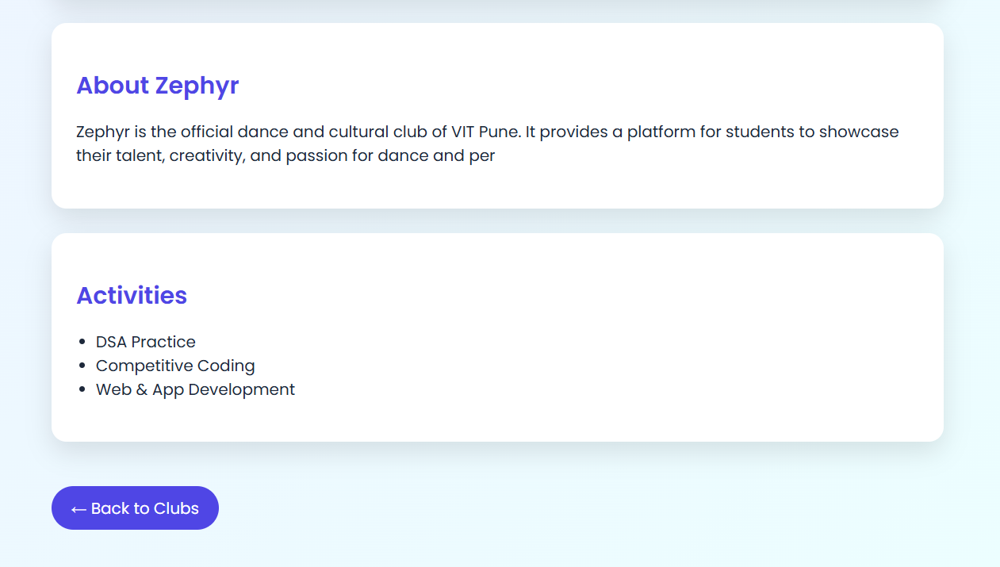 About Zephyr
Zephyr is the official dance and cultural club of VIT Pune. It provides a platform for students to showcase
their talent, creativity, and passion for dance and per
Activities
• DSA Practice
• Competitive Coding
• Web & App Development
← Back to Clubs